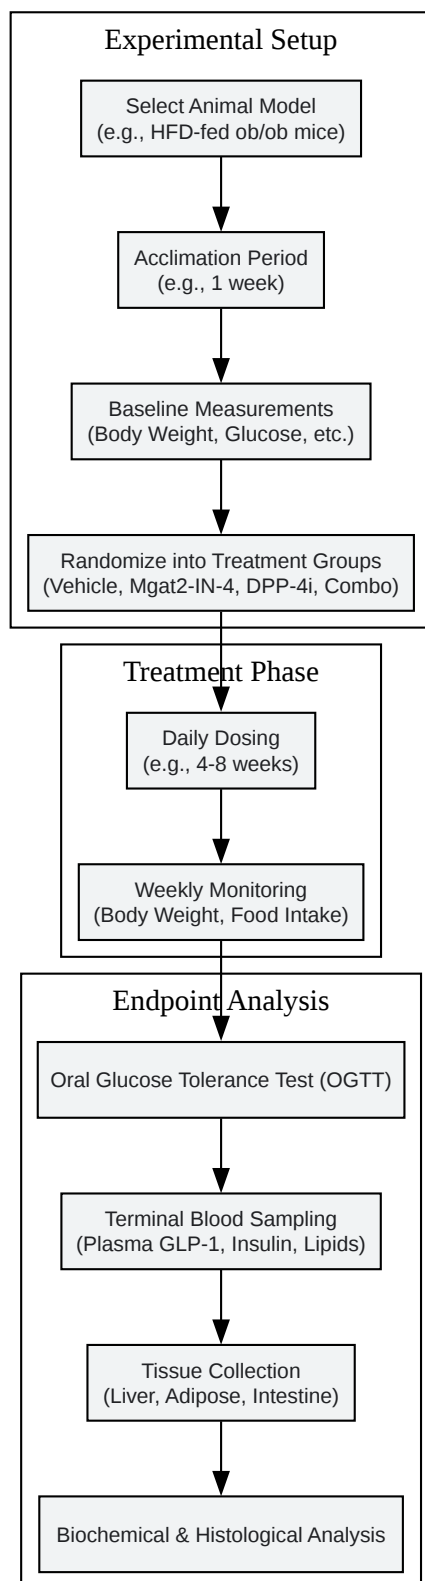 Experimental Setup
Select Animal Model
(e.g., HFD-fed ob/ob mice)
Acclimation Period
(e.g., 1 week)
Baseline Measurements
(Body Weight, Glucose, etc.)
Randomize into Treatment Groups
(Vehicle, Mgat2-IN-4, DPP-4i, Combo)
Treatment Phase
Daily Dosing
(e.g., 4-8 weeks)
Weekly Monitoring
(Body Weight, Food Intake)
Endpoint Analysis
Oral Glucose Tolerance Test (OGTT)
Terminal Blood Sampling
(Plasma GLP-1, Insulin, Lipids)
Tissue Collection
(Liver, Adipose, Intestine)
Biochemical & Histological Analysis